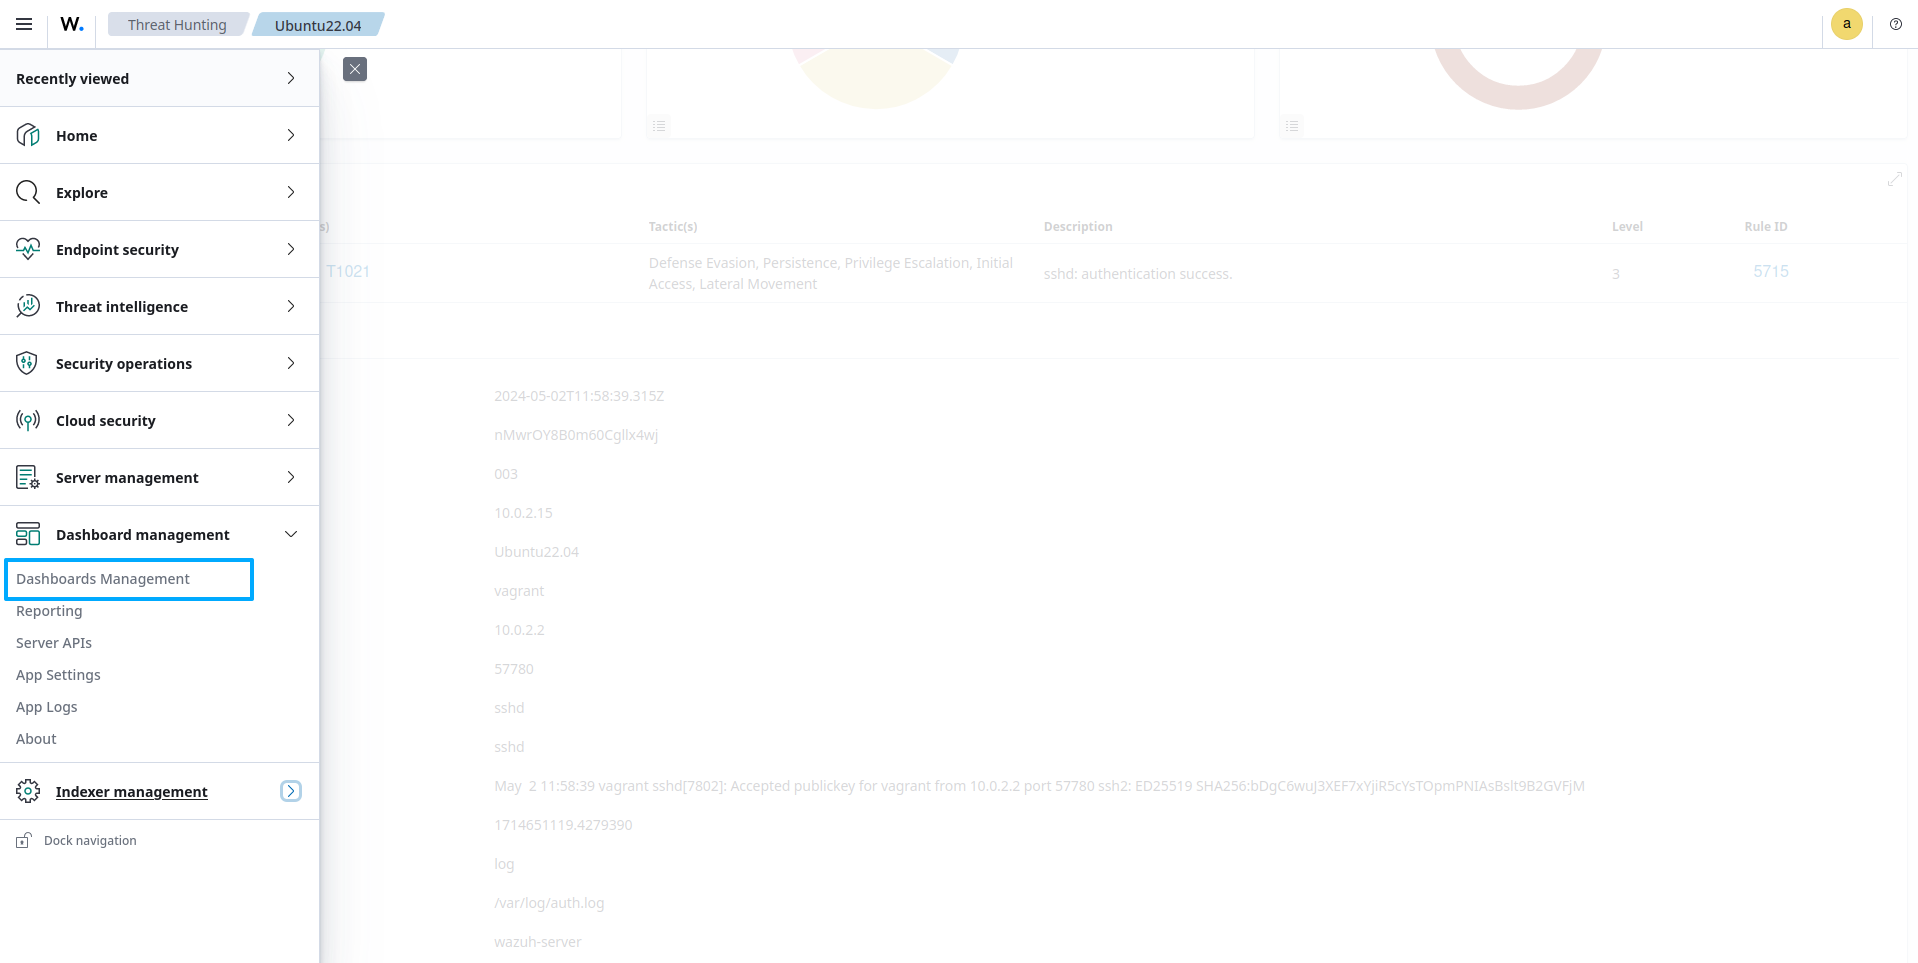 W.
Threat Hunting
Ubuntu22.04
a
Recently viewed
Home
Explore
Endpoint security
Threat intelligence
Security operations
Cloud security
Server management
Dashboard management
Dashboards Management
Reporting
Server APIs
App Settings
App Logs
About
Indexer management
Dock navigation
s)
Tactic(s)
Description
Level
Rule ID
T1021
Defense Evasion, Persistence, Privilege Escalation, Initial
Access, Lateral Movement
sshd: authentication success.
3
5715
2024-05-02T11:58:39.315Z
nMwrOY8B0m60Cgllx4wj
003
10.0.2.15
Ubuntu22.04
vagrant
10.0.2.2
57780
sshd
sshd
May 2 11:58:39 vagrant sshd[7802]: Accepted publickey for vagrant from 10.0.2.2 port 57780 ssh2: ED25519 SHA256:bDgC6wuJ3XEF7xYjiR5cYsTOpmPNIAsBslt9B2GVFjM
1714651119.4279390
log
/var/log/auth.log
wazuh-server